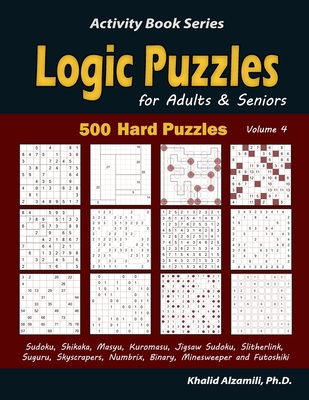 Activity Book Series
Logic Puzzles
for Adults & Seniors
500 Hard Puzzles
Volume 4
Sudoku, Shikaka, Masyu, Kuromasu, Jigsaw Sudoku, Slitherlink,
Suguru, Skyscrapers, Numbrix, Binary, Minesweeper and Futoshiki
Khalid Alzamili, Ph.D.